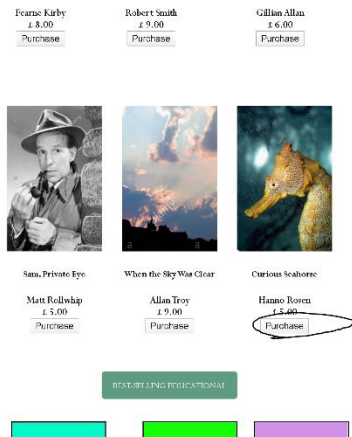 Fearne Kirby Robert Smith Gillian Allan
£ 8.00 £ 9.00 £ 6.00
Purchase Purchase Purchase
Sam, Private Eye When the Sky Was Clear Curious Seahorse
Matt Rollwhip Allan Troy Hanno Rosen
£ 5.00 £ 9.00 £ 5.00
Purchase Purchase Purchase
BEST-SELLING EDUCATIONAL